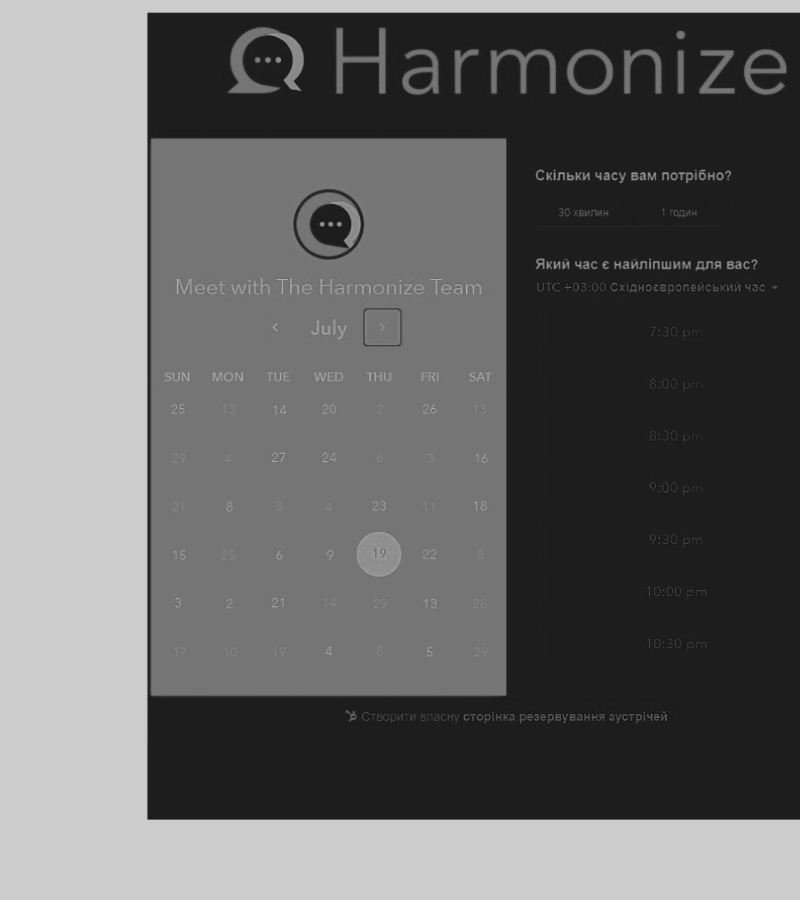 Harmonize
Meet with The Harmonize Team
July
SUN MON TUE WED THU FRI SAT
25 13 14 20 2 26 13
29 4 27 24 6 3 16
21 8 8 4 23 11 18
15 25 6 9 19 22 8
3 2 21 14 29 13 28
17 10 19 4 8 5 29
Скільки часу вам потрібно?
30 хвилин 1 годин
Який час є найліпшим для вас?
UTC +03:00 Східноєвропейський час
7:30 pm
8:00 pm
8:30 pm
9:00 pm
9:30 pm
10:00 pm
10:30 pm
Створити власну сторінка резервування зустрічей